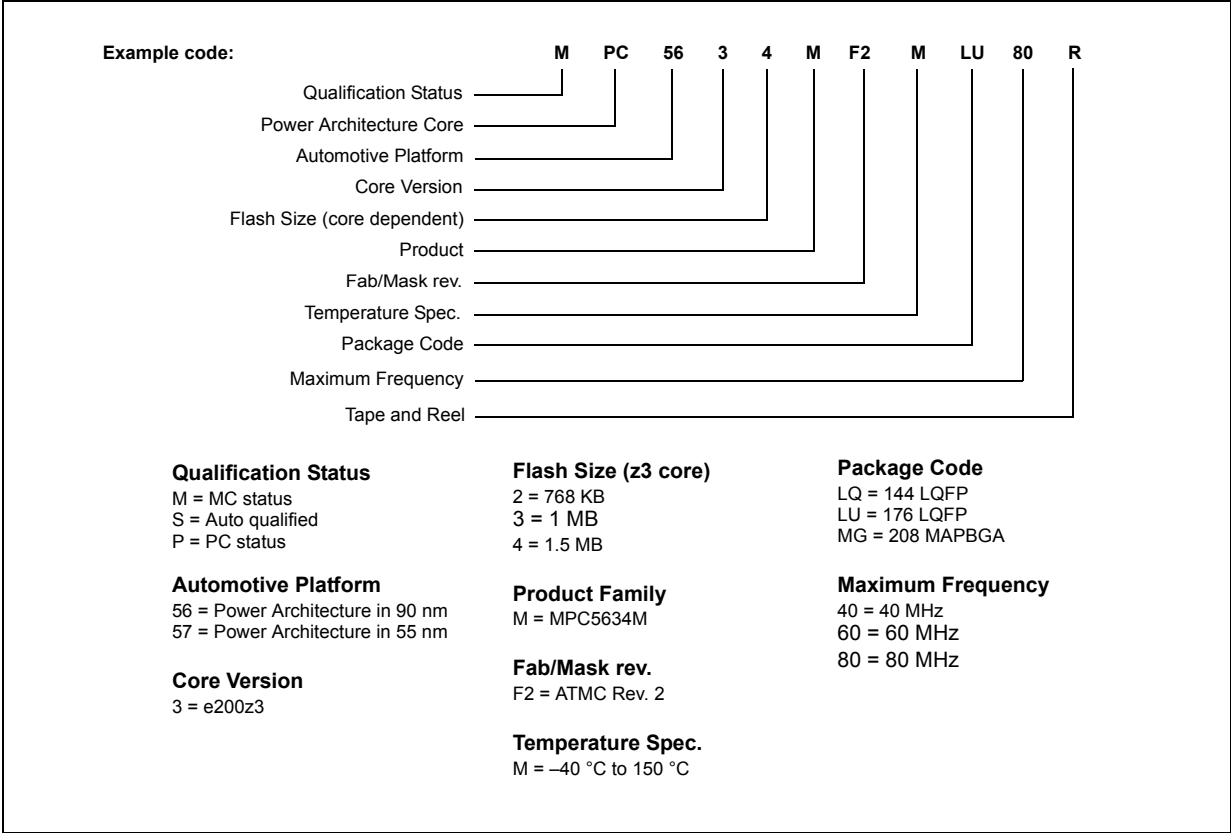 Example code: M PC 56 3 4 M F2 M LU 80 R
Qualification Status
Power Architecture Core
Automotive Platform
Core Version
Flash Size (core dependent)
Product
Fab/Mask rev.
Temperature Spec.
Package Code
Maximum Frequency
Tape and Reel
Qualification Status
M = MC status
S = Auto qualified
P = PC status
Automotive Platform
56 = Power Architecture in 90 nm
57 = Power Architecture in 55 nm
Core Version
3 = e200z3
Flash Size (z3 core)
2 = 768 KB
3 = 1 MB
4 = 1.5 MB
Product Family
M = MPC5634M
Fab/Mask rev.
F2 = ATMC Rev. 2
Temperature Spec.
M = –40 °C to 150 °C
Package Code
LQ = 144 LQFP
LU = 176 LQFP
MG = 208 MAPBGA
Maximum Frequency
40 = 40 MHz
60 = 60 MHz
80 = 80 MHz